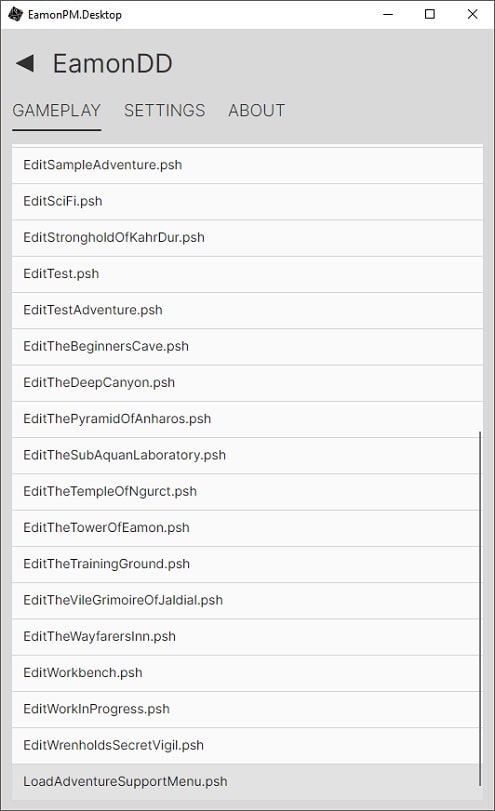 EamonPM.Desktop
EamonDD
GAMEPLAY SETTINGS ABOUT
EditSampleAdventure.psh
EditSciFi.psh
EditStrongholdOfKahrDur.psh
EditTest.psh
EditTestAdventure.psh
EditTheBeginnersCave.psh
EditTheDeepCanyon.psh
EditThePyramidOfAnharos.psh
EditTheSubAquanLaboratory.psh
EditTheTempleOfNgurct.psh
EditTheTowerOfEamon.psh
EditTheTrainingGround.psh
EditTheVileGrimoireOfJaldial.psh
EditTheWayfarersInn.psh
EditWorkbench.psh
EditWorkInProgress.psh
EditWrenholdsSecretVigil.psh
LoadAdventureSupportMenu.psh